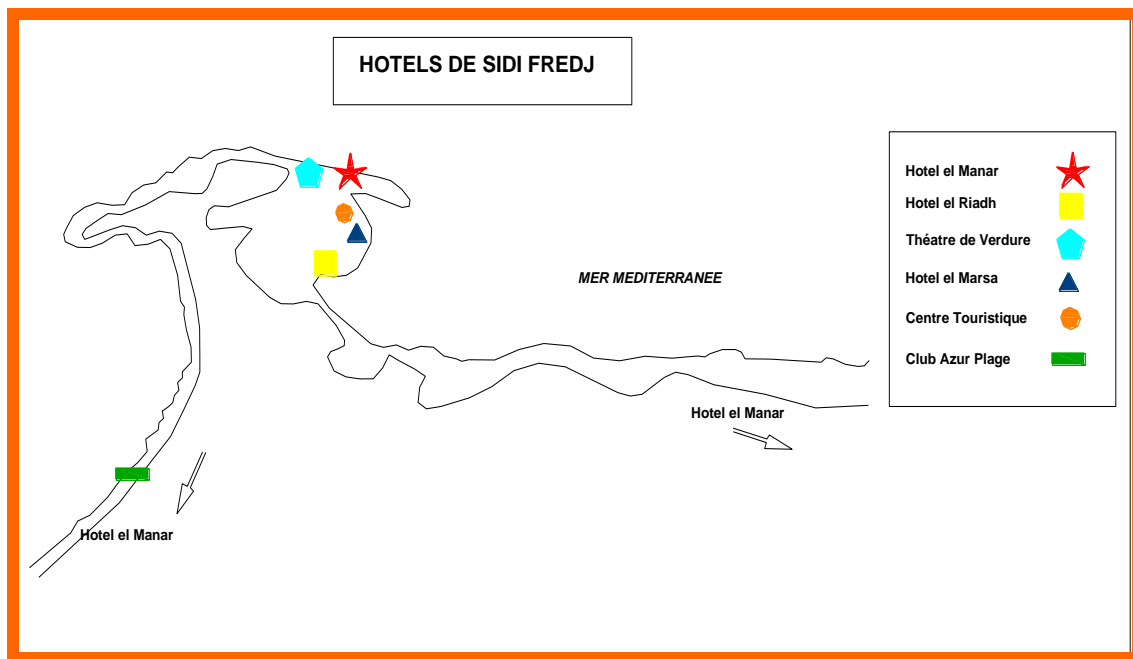 HOTELS DE SIDI FREDJ
Hotel el Manar
Hotel el Riadh
Théatre de Verdure
Hotel el Marsa
Centre Touristique
Club Azur Plage
MER MEDITERRANEE
Hotel el Manar
Hotel el Manar